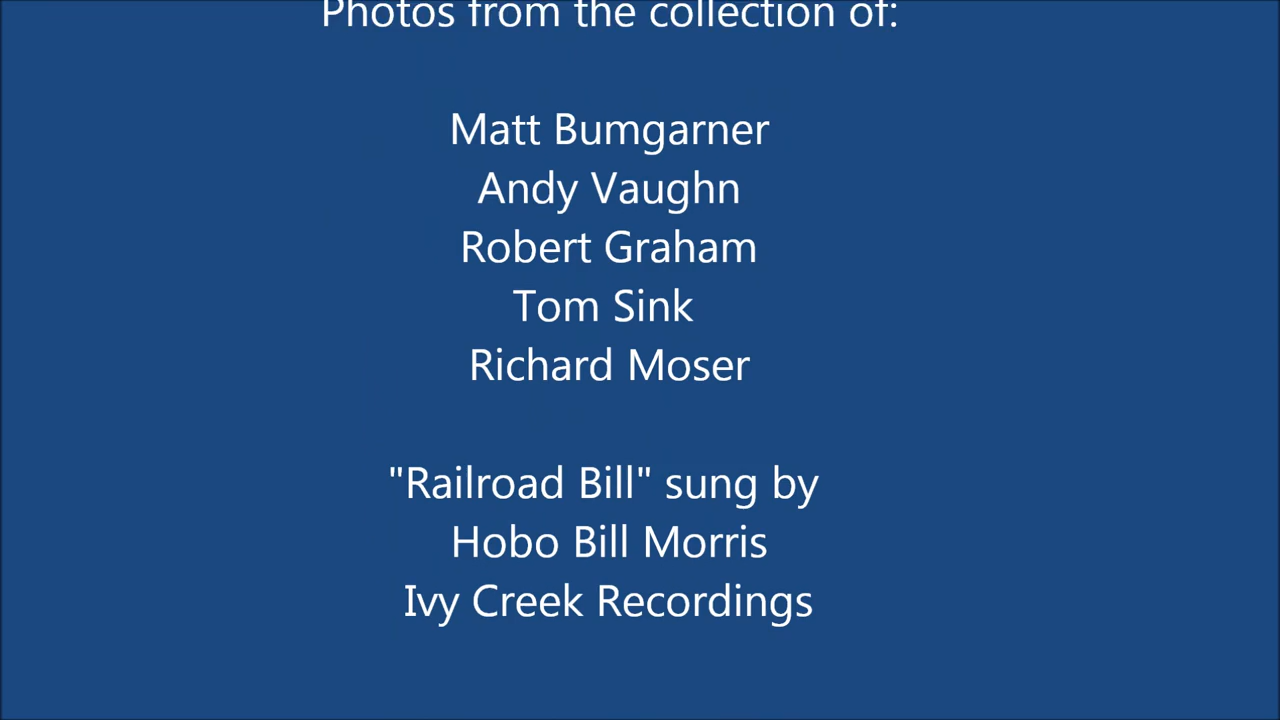 Photos from the collection of:
Matt Bumgarner
Andy Vaughn
Robert Graham
Tom Sink
Richard Moser
"Railroad Bill" sung by
Hobo Bill Morris
Ivy Creek Recordings